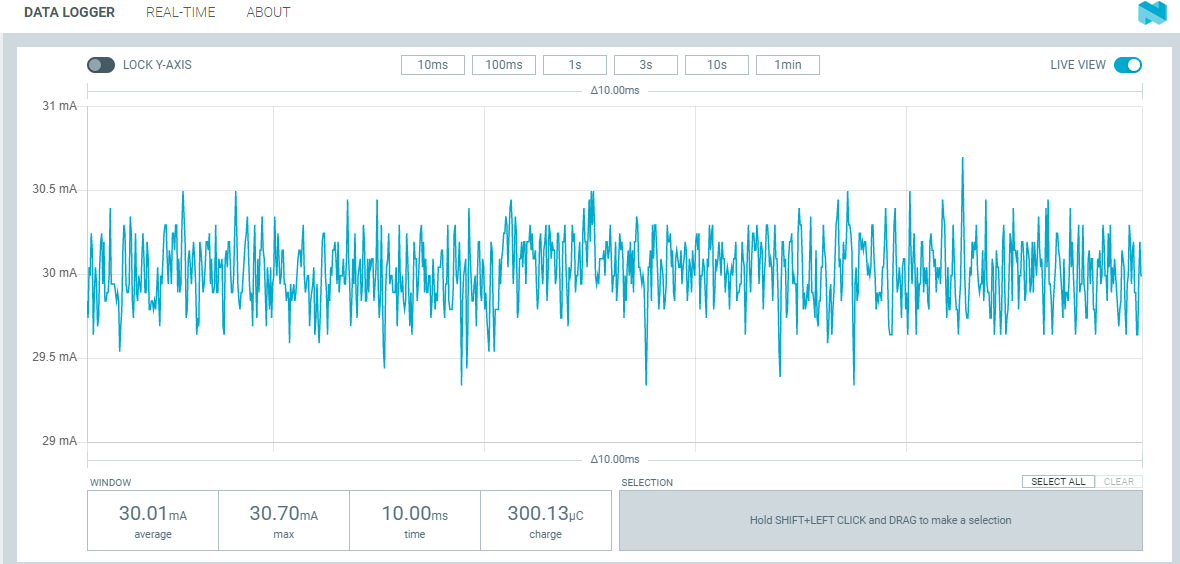 DATA LOGGER REAL-TIME ABOUT
LOCK Y-AXIS 10ms 100ms 1s 3s 10s 1min LIVE VIEW
Δ10.00ms
31 mA
30.5 mA
30 mA
29.5 mA
29 mA
Δ10.00ms
WINDOW SELECTION SELECT ALL CLEAR
30.01mA 30.70mA 10.00ms 300.13μC
average max time charge
Hold SHIFT+LEFT CLICK and DRAG to make a selection